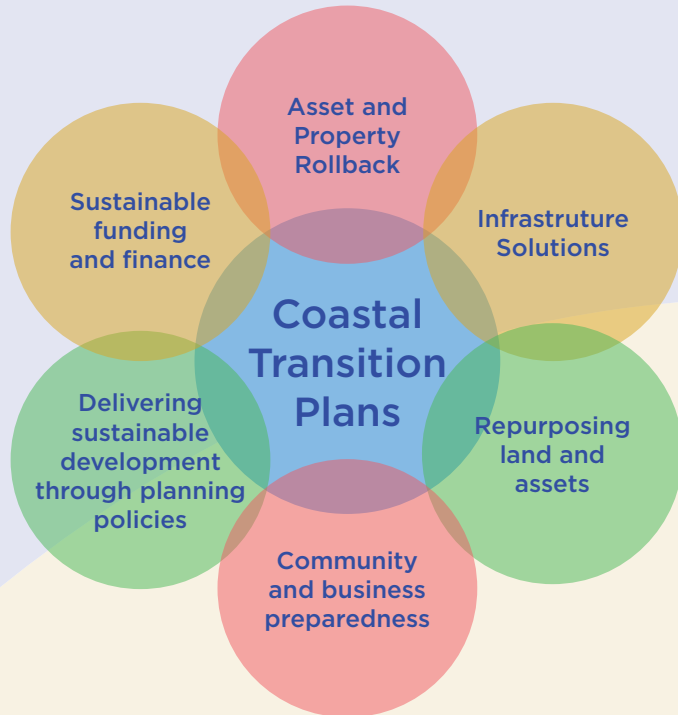 Asset and
Property
Rollback
Sustainable
funding
and finance
Infrastruture
Solutions
Coastal
Transition
Plans
Delivering
sustainable
development
through planning
policies
Repurposing
land and
assets
Community
and business
preparedness